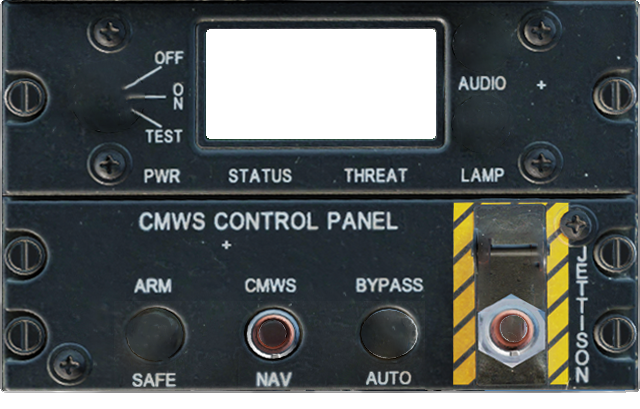 OFF
ON
TEST
AUDIO +
PWR STATUS THREAT LAMP
CMWS CONTROL PANEL
+
ARM CMWS BYPASS
SAFE NAV AUTO
JETTISON